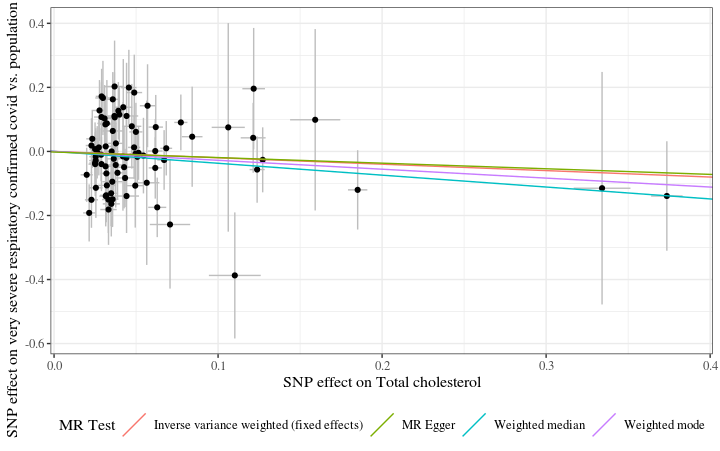 SNP effect on very severe respiratory confirmed covid vs. population
0.4
0.2
0.0
-0.2
-0.4
-0.6
0.0 0.1 0.2 0.3 0.4
SNP effect on Total cholesterol
MR Test Inverse variance weighted (fixed effects) MR Egger Weighted median Weighted mode